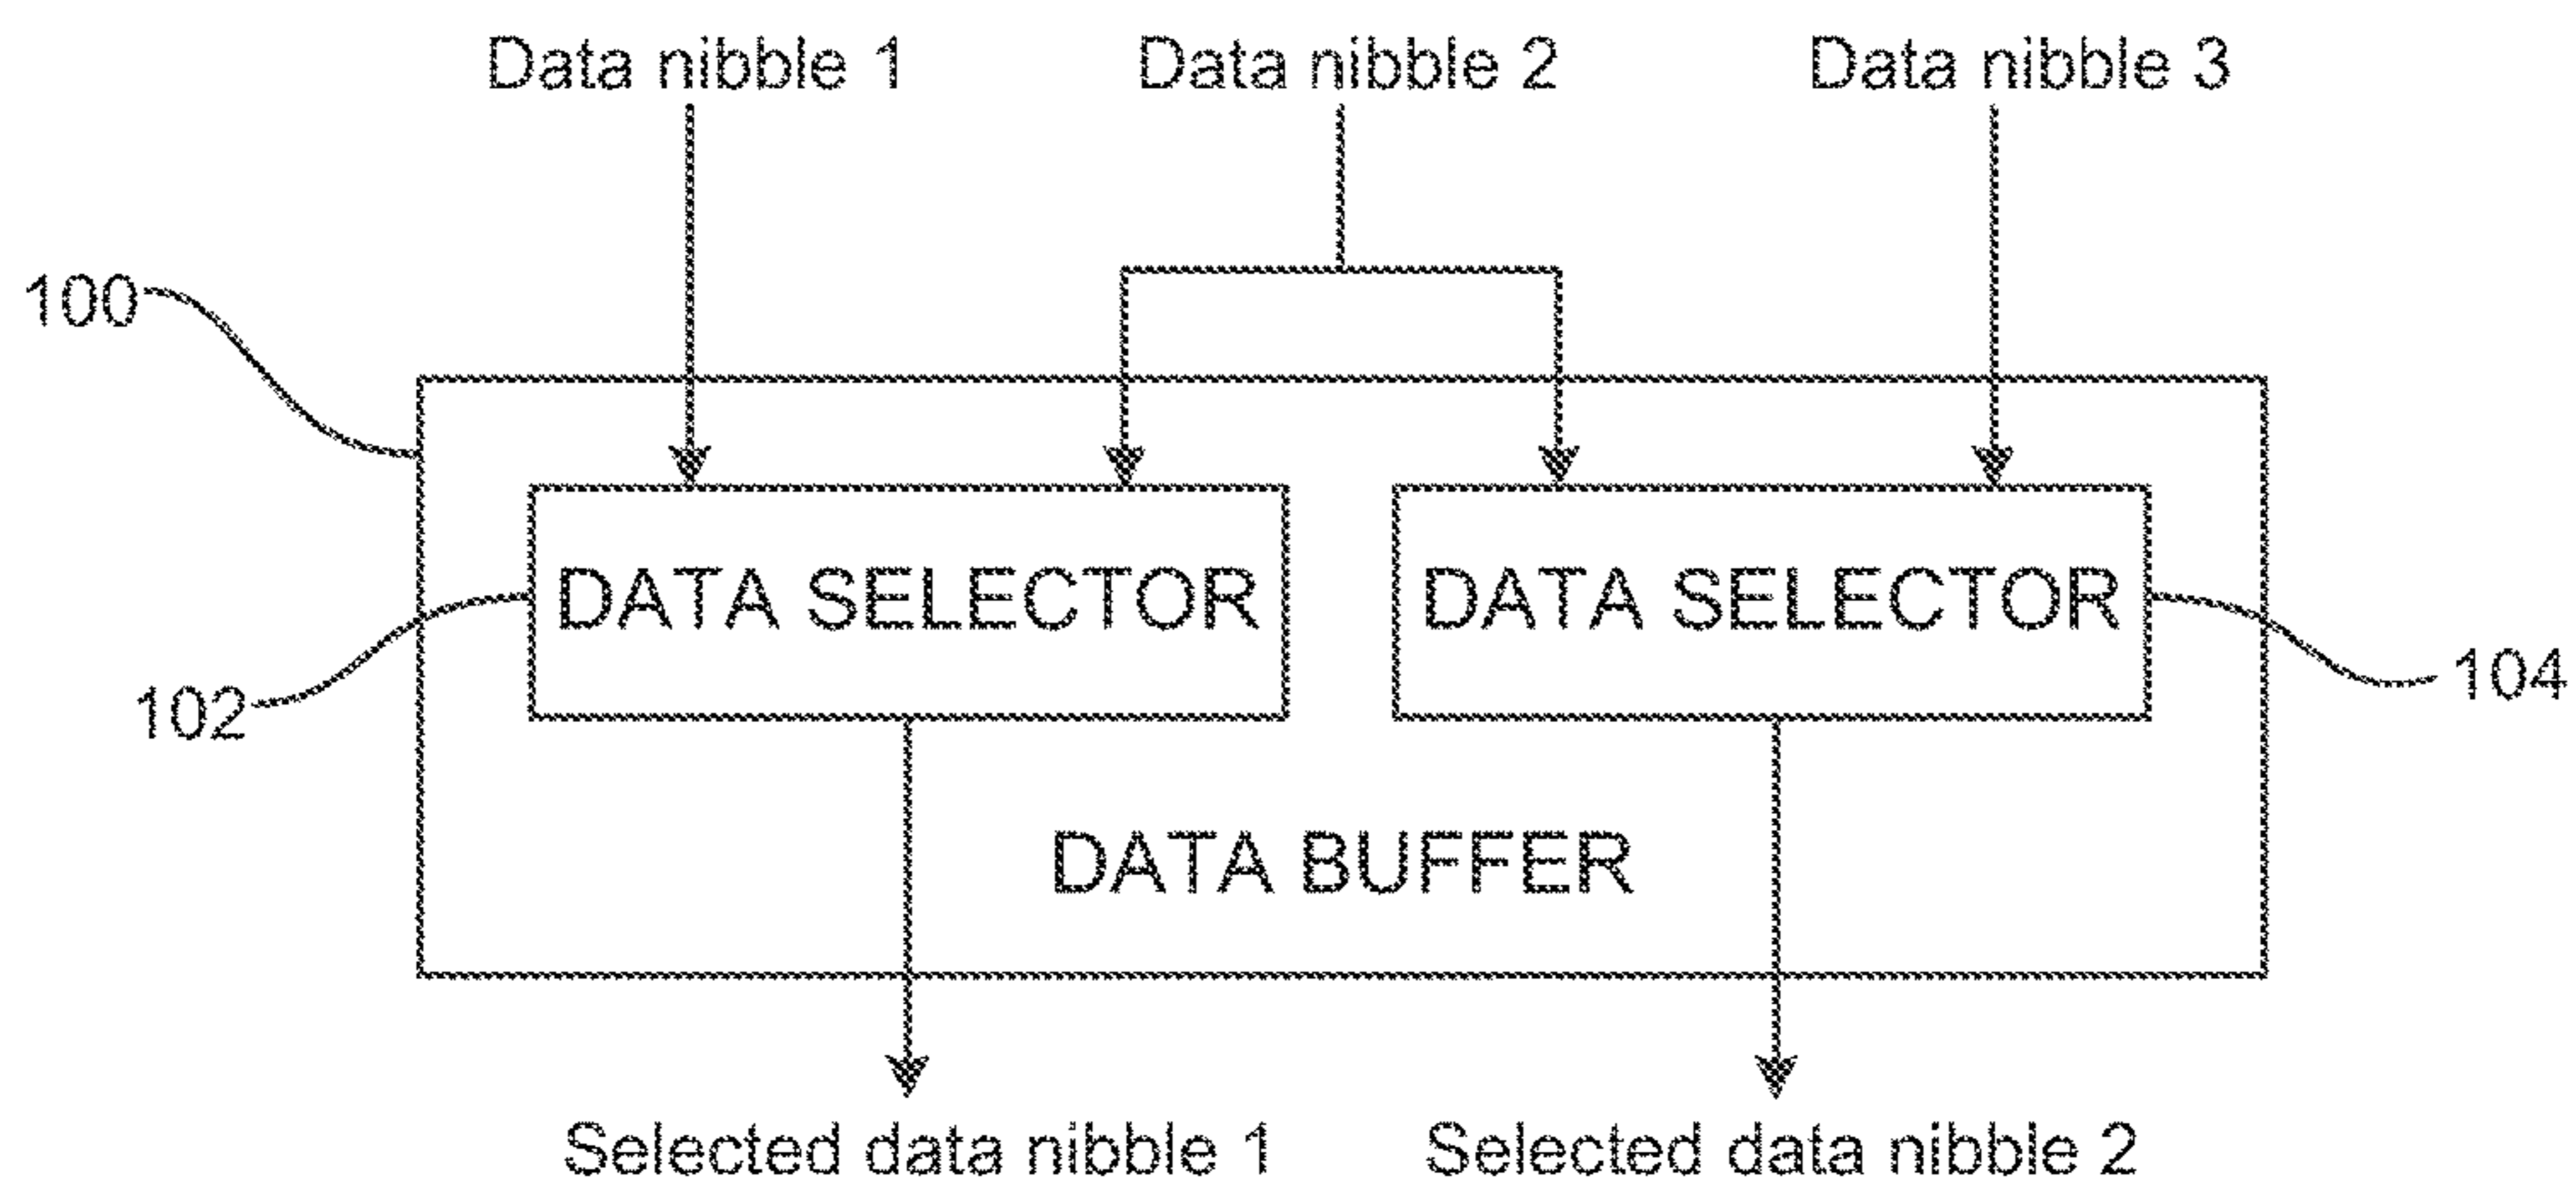 Data nibble 1 Data nibble 2 Data nibble 3
100
DATA SELECTOR DATA SELECTOR
102 104
DATA BUFFER
Selected data nibble 1 Selected data nibble 2